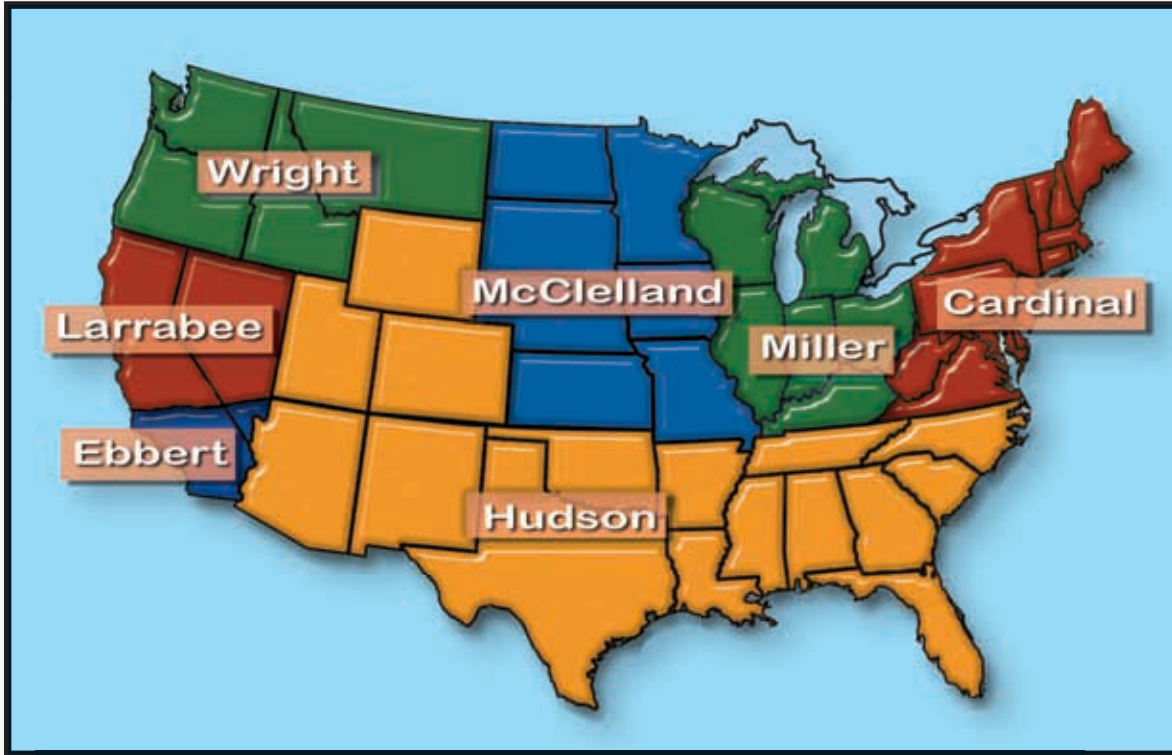 Wright
McClelland
Cardinal
Larrabee
Miller
Ebbert
Hudson